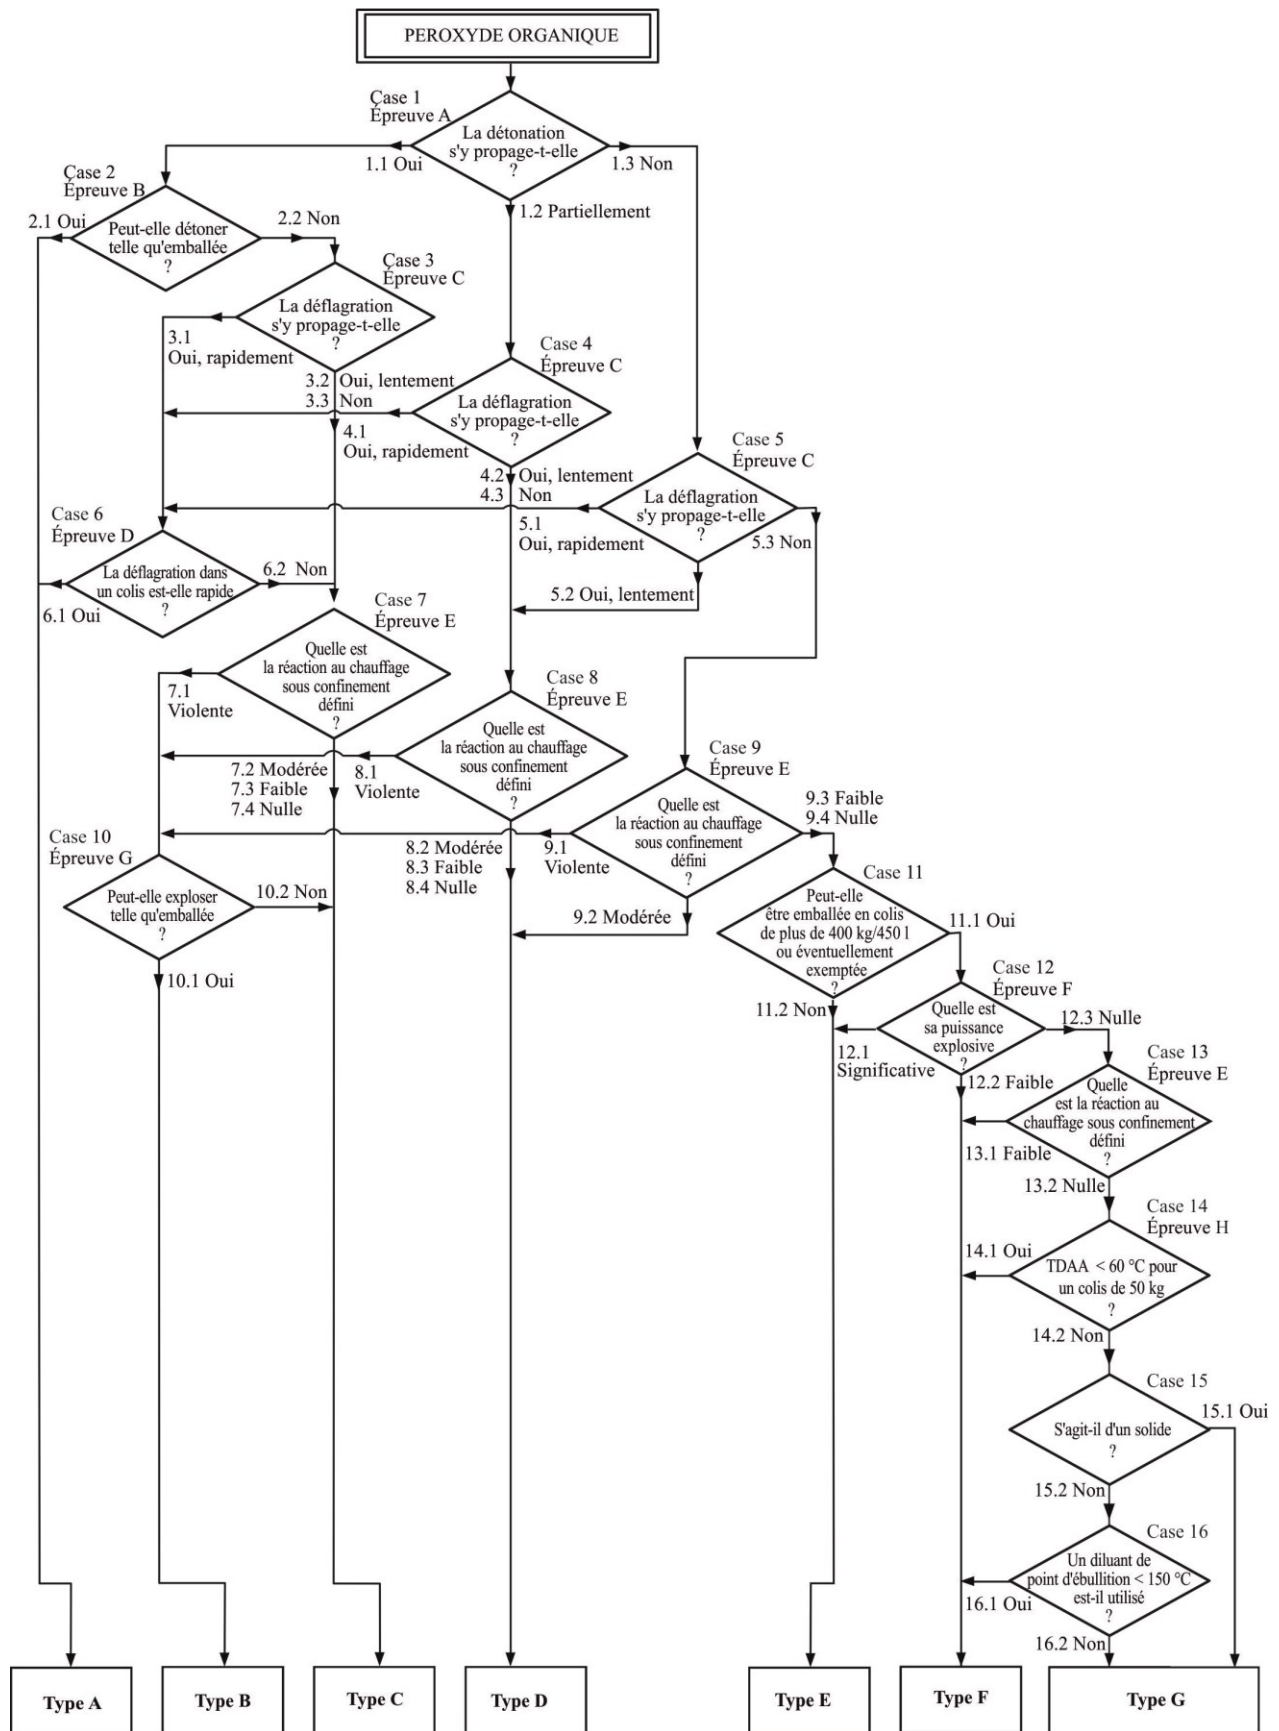 PEROXYDE ORGANIQUE
Case 1
Épreuve A
La détonation
s'y propage-t-elle
?
1.1 Oui
1.3 Non
1.2 Partiellement
Case 2
Épreuve B
2.1 Oui
Peut-elle détoner
telle qu'emballée
?
2.2 Non
Case 3
Épreuve C
La déflagration
s'y propage-t-elle
?
3.1
Oui, rapidement
3.2 Oui, lentement
3.3 Non
Case 4
Épreuve C
La déflagration
s'y propage-t-elle
?
4.1
Oui, rapidement
4.2 Oui, lentement
4.3 Non
Case 5
Épreuve C
La déflagration
s'y propage-t-elle
?
5.1
Oui, rapidement
5.3 Non
5.2 Oui, lentement
Case 6
Épreuve D
La déflagration dans
un colis est-elle rapide
?
6.2 Non
6.1 Oui
Case 7
Épreuve E
Quelle est
la réaction au chauffage
sous confinement
défini
?
7.1
Violente
7.2 Modérée
7.3 Faible
7.4 Nulle
Case 8
Épreuve E
Quelle est
la réaction au chauffage
sous confinement
défini
?
8.1
Violente
8.2 Modérée
8.3 Faible
8.4 Nulle
Case 9
Épreuve E
Quelle est
la réaction au chauffage
sous confinement
défini
?
9.3 Faible
9.4 Nulle
9.1
Violente
9.2 Modérée
Case 10
Épreuve G
Peut-elle exploser
telle qu'emballée
?
10.2 Non
10.1 Oui
Case 11
Peut-elle
être emballée en colis
de plus de 400 kg/450 l
ou éventuellement
exemptée
?
11.1 Oui
11.2 Non
Case 12
Épreuve F
Quelle est
sa puissance
explosive
?
12.3 Nulle
12.1
Significative
12.2 Faible
Case 13
Épreuve E
Quelle
est la réaction au
chauffage sous confinement
défini
?
13.1 Faible
13.2 Nulle
Case 14
Épreuve H
14.1 Oui
TDAA < 60 °C pour
un colis de 50 kg
?
14.2 Non
Case 15
15.1 Oui
S'agit-il d'un solide
?
15.2 Non
Case 16
Un diluant de
point d'ébullition < 150 °C
est-il utilisé
?
16.1 Oui
16.2 Non
Type A
Type B
Type C
Type D
Type E
Type F
Type G